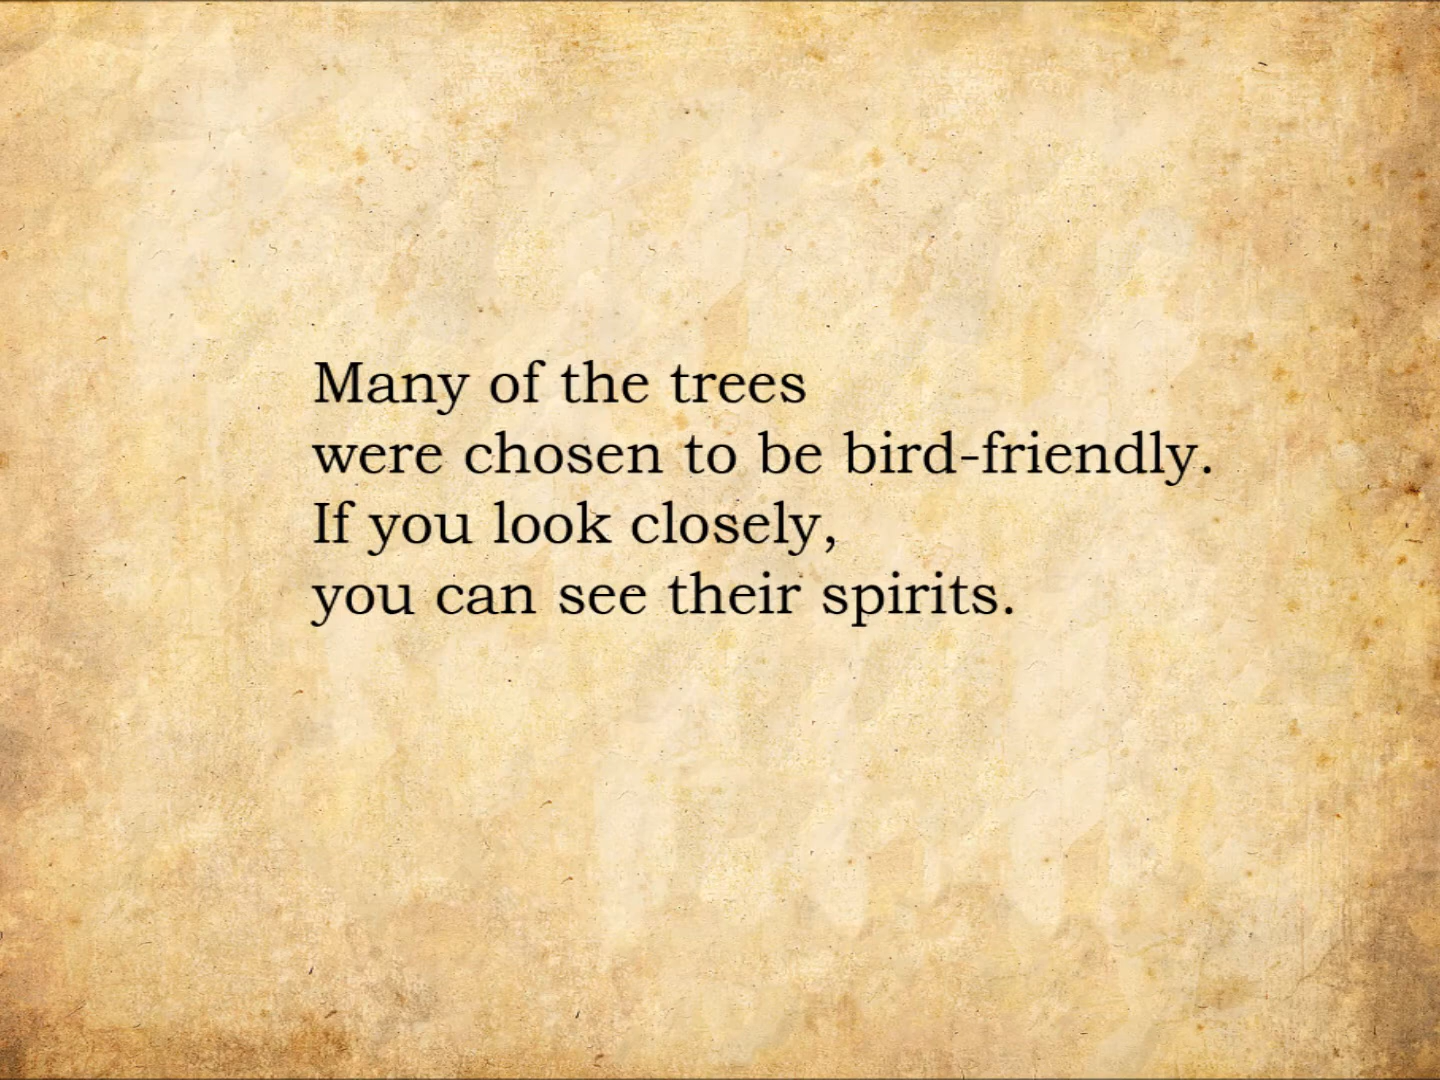 Many of the trees
were chosen to be bird-friendly.
If you look closely,
you can see their spirits.